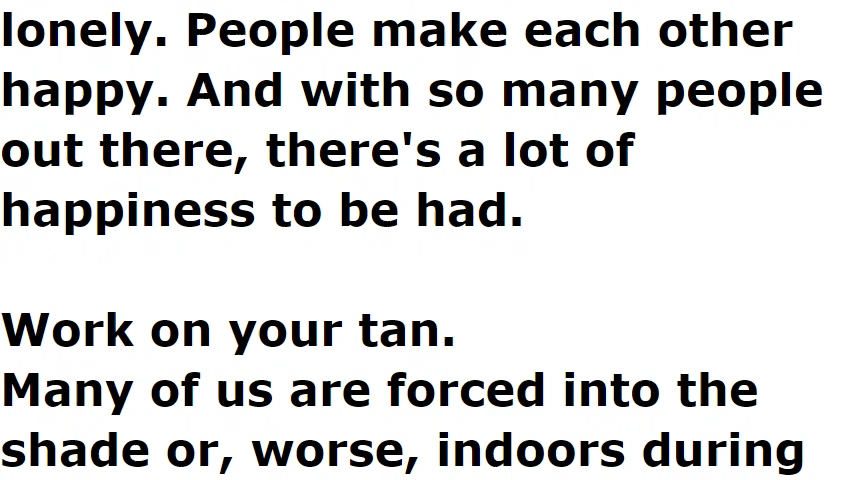 lonely. People make each other
happy. And with so many people
out there, there's a lot of
happiness to be had.
Work on your tan.
Many of us are forced into the
shade or, worse, indoors during